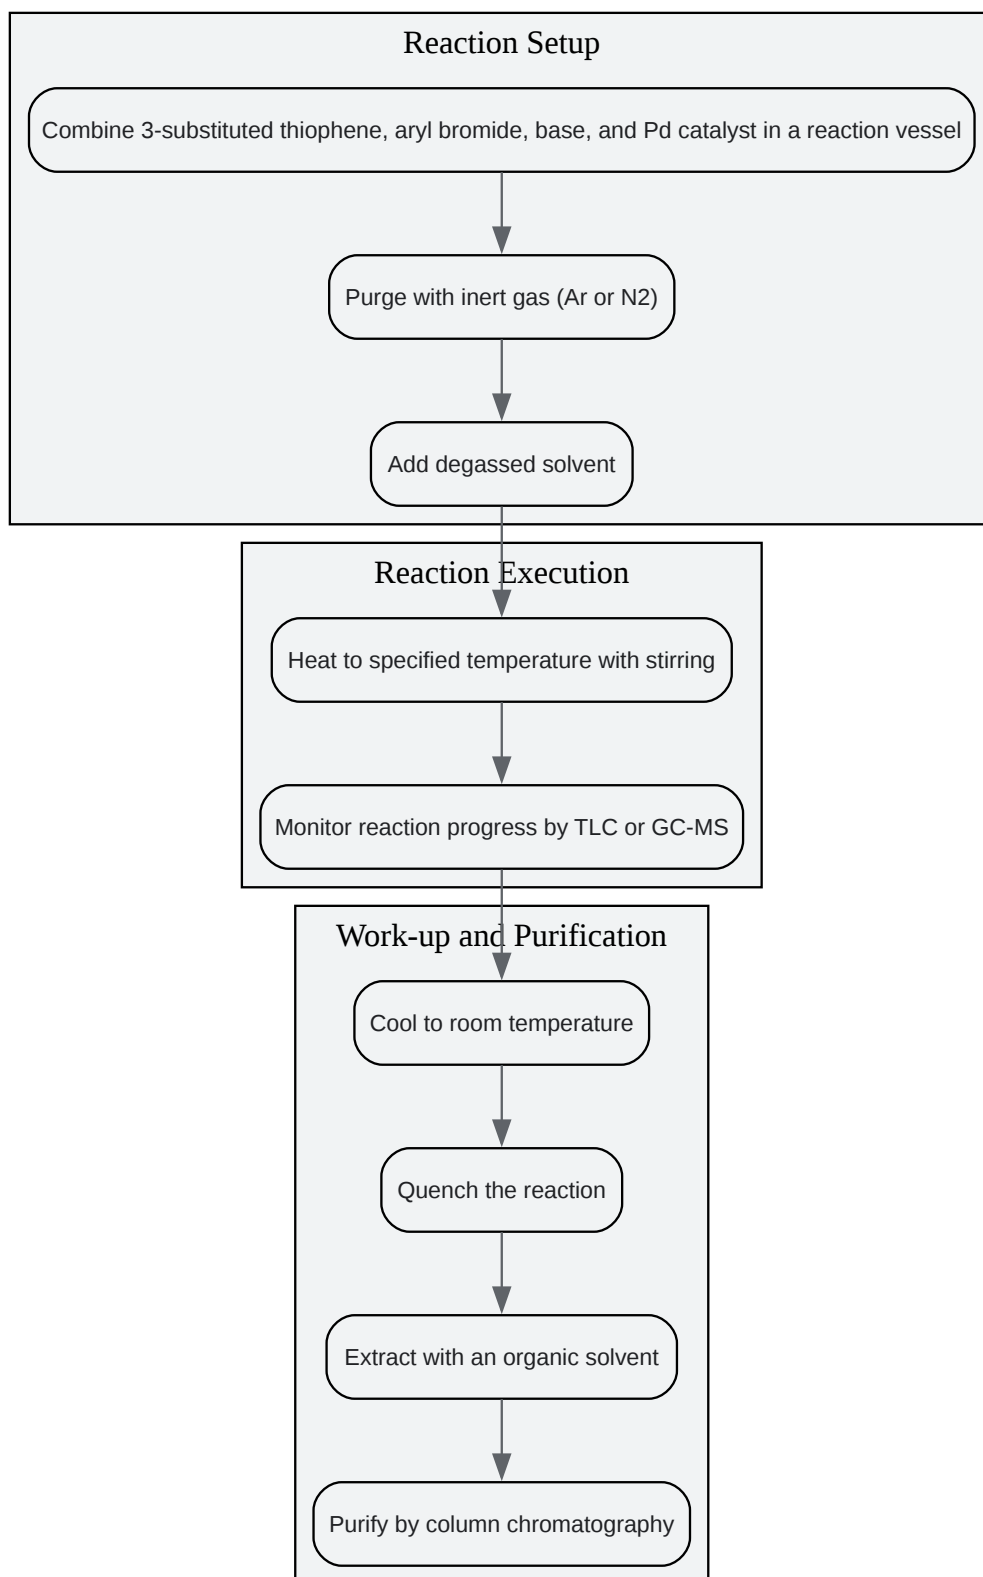 Reaction Setup
Combine 3-substituted thiophene, aryl bromide, base, and Pd catalyst in a reaction vessel
Purge with inert gas (Ar or N2)
Add degassed solvent
Reaction Execution
Heat to specified temperature with stirring
Monitor reaction progress by TLC or GC-MS
Work-up and Purification
Cool to room temperature
Quench the reaction
Extract with an organic solvent
Purify by column chromatography